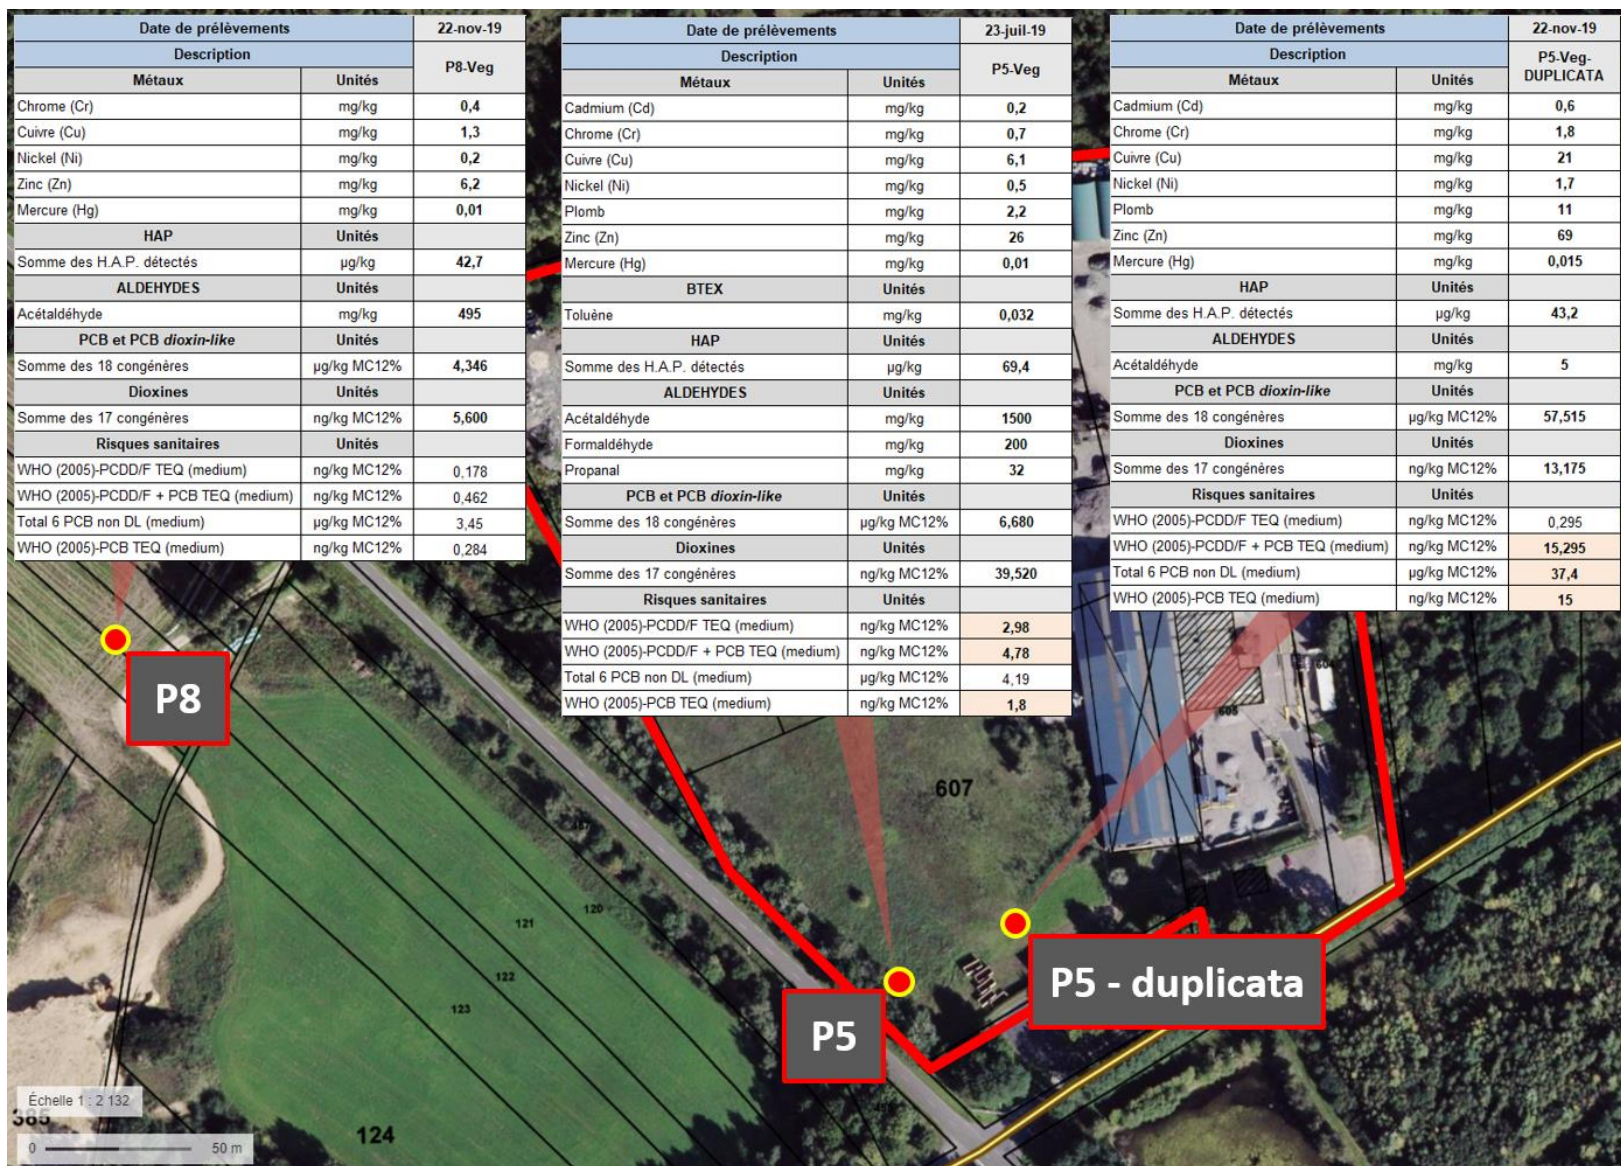 Date de prélèvements 22-nov-19
Description P8-Veg
Métaux Unités
Chrome (Cr) mg/kg 0,4
Cuivre (Cu) mg/kg 1,3
Nickel (Ni) mg/kg 0,2
Zinc (Zn) mg/kg 6,2
Mercure (Hg) mg/kg 0,01
HAP Unités
Somme des H.A.P. détectés µg/kg 42,7
ALDEHYDES Unités
Acétaldéhyde mg/kg 495
PCB et PCB dioxin-like Unités
Somme des 18 congénères µg/kg MC12% 4,346
Dioxines Unités
Somme des 17 congénères ng/kg MC12% 5,600
Risques sanitaires Unités
WHO (2005)-PCDD/F TEQ (medium) ng/kg MC12% 0,178
WHO (2005)-PCDD/F + PCB TEQ (medium) ng/kg MC12% 0,462
Total 6 PCB non DL (medium) µg/kg MC12% 3,45
WHO (2005)-PCB TEQ (medium) ng/kg MC12% 0,284
Date de prélèvements 23-juil-19
Description P5-Veg
Métaux Unités
Cadmium (Cd) mg/kg 0,2
Chrome (Cr) mg/kg 0,7
Cuivre (Cu) mg/kg 6,1
Nickel (Ni) mg/kg 0,5
Plomb mg/kg 2,2
Zinc (Zn) mg/kg 26
Mercure (Hg) mg/kg 0,01
BTEX Unités
Toluène mg/kg 0,032
HAP Unités
Somme des H.A.P. détectés µg/kg 69,4
ALDEHYDES Unités
Acétaldéhyde mg/kg 1500
Formaldéhyde mg/kg 200
Propanal mg/kg 32
PCB et PCB dioxin-like Unités
Somme des 18 congénères µg/kg MC12% 6,680
Dioxines Unités
Somme des 17 congénères ng/kg MC12% 39,520
Risques sanitaires Unités
WHO (2005)-PCDD/F TEQ (medium) ng/kg MC12% 2,98
WHO (2005)-PCDD/F + PCB TEQ (medium) ng/kg MC12% 4,78
Total 6 PCB non DL (medium) µg/kg MC12% 4,19
WHO (2005)-PCB TEQ (medium) ng/kg MC12% 1,8
Date de prélèvements 22-nov-19
Description P5-Veg-
DUPLICATA
Métaux Unités
Cadmium (Cd) mg/kg 0,6
Chrome (Cr) mg/kg 1,8
Cuivre (Cu) mg/kg 21
Nickel (Ni) mg/kg 1,7
Plomb mg/kg 11
Zinc (Zn) mg/kg 69
Mercure (Hg) mg/kg 0,015
HAP Unités
Somme des H.A.P. détectés µg/kg 43,2
ALDEHYDES Unités
Acétaldéhyde mg/kg 5
PCB et PCB dioxin-like Unités
Somme des 18 congénères µg/kg MC12% 57,515
Dioxines Unités
Somme des 17 congénères ng/kg MC12% 13,175
Risques sanitaires Unités
WHO (2005)-PCDD/F TEQ (medium) ng/kg MC12% 0,295
WHO (2005)-PCDD/F + PCB TEQ (medium) ng/kg MC12% 15,295
Total 6 PCB non DL (medium) µg/kg MC12% 37,4
WHO (2005)-PCB TEQ (medium) ng/kg MC12% 15
P8
604
605
607
120
121
122
123
P5 - duplicata
P5
Échelle 1 : 2 132
385
124
0 50 m